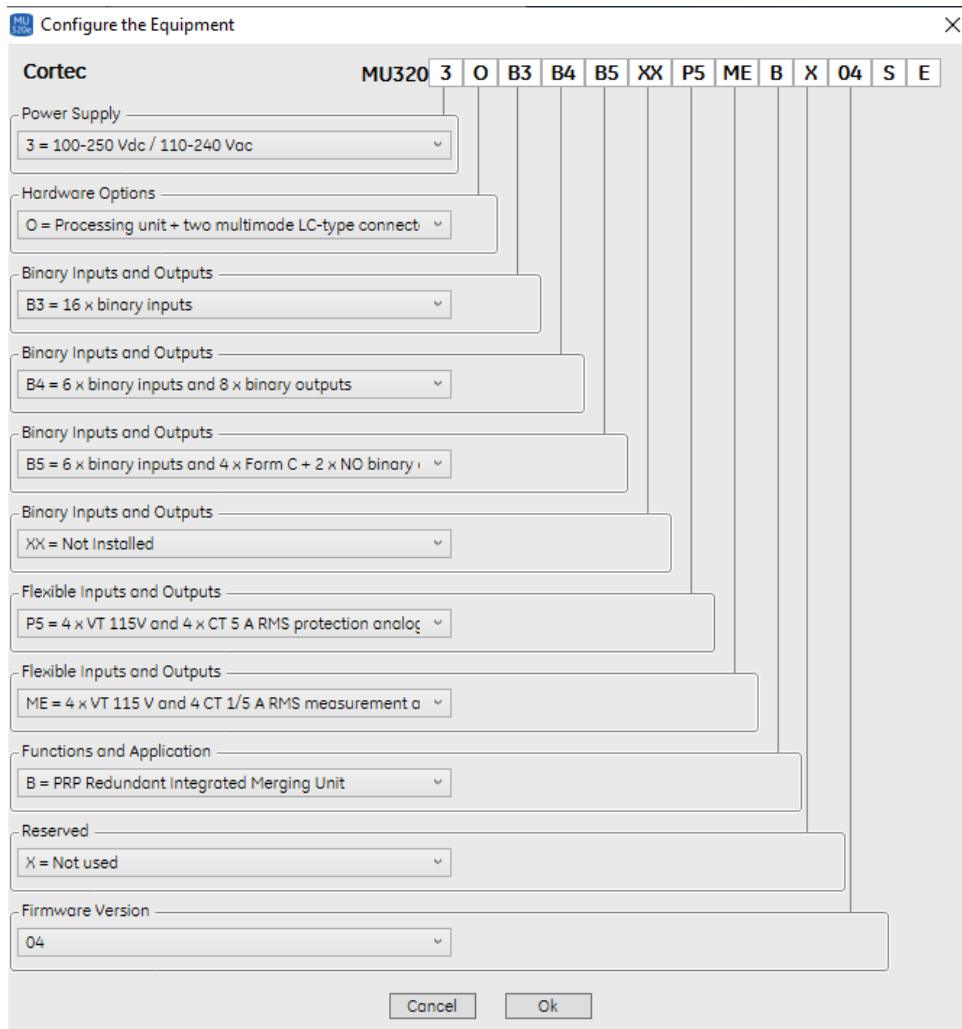 MU
320e
Configure the Equipment
Cortec
MU320 3 O B3 B4 B5 XX P5 ME B X 04 S E
Power Supply
3 = 100-250 Vdc / 110-240 Vac
Hardware Options
O = Processing unit + two multimode LC-type connect
Binary Inputs and Outputs
B3 = 16 x binary inputs
Binary Inputs and Outputs
B4 = 6 x binary inputs and 8 x binary outputs
Binary Inputs and Outputs
B5 = 6 x binary inputs and 4 x Form C + 2 x NO binary
Binary Inputs and Outputs
XX = Not Installed
Flexible Inputs and Outputs
P5 = 4 x VT 115V and 4 x CT 5 A RMS protection analog
Flexible Inputs and Outputs
ME = 4 x VT 115 V and 4 CT 1/5 A RMS measurement a
Functions and Application
B = PRP Redundant Integrated Merging Unit
Reserved
X = Not used
Firmware Version
04
Cancel
Ok